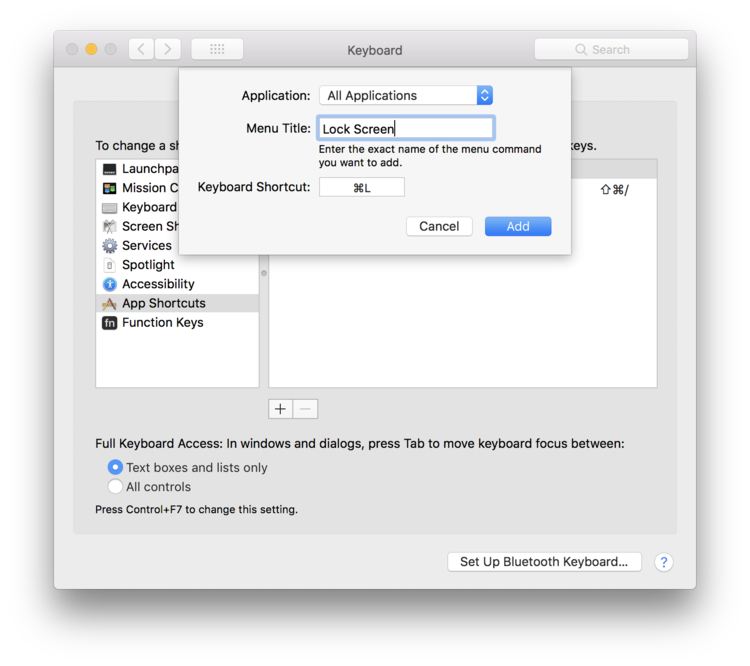 Keyboard
Search
Application: All Applications
Menu Title: Lock Screen
Enter the exact name of the menu command
you want to add.
Keyboard Shortcut: ⌘L
Cancel Add
To change a sh
keys.
Launchpa
Mission C
Keyboard
Screen Sh
Services
Spotlight
Accessibility
App Shortcuts
fn Function Keys
⇧⌘/
+ −
Full Keyboard Access: In windows and dialogs, press Tab to move keyboard focus between:
Text boxes and lists only
All controls
Press Control+F7 to change this setting.
Set Up Bluetooth Keyboard... ?